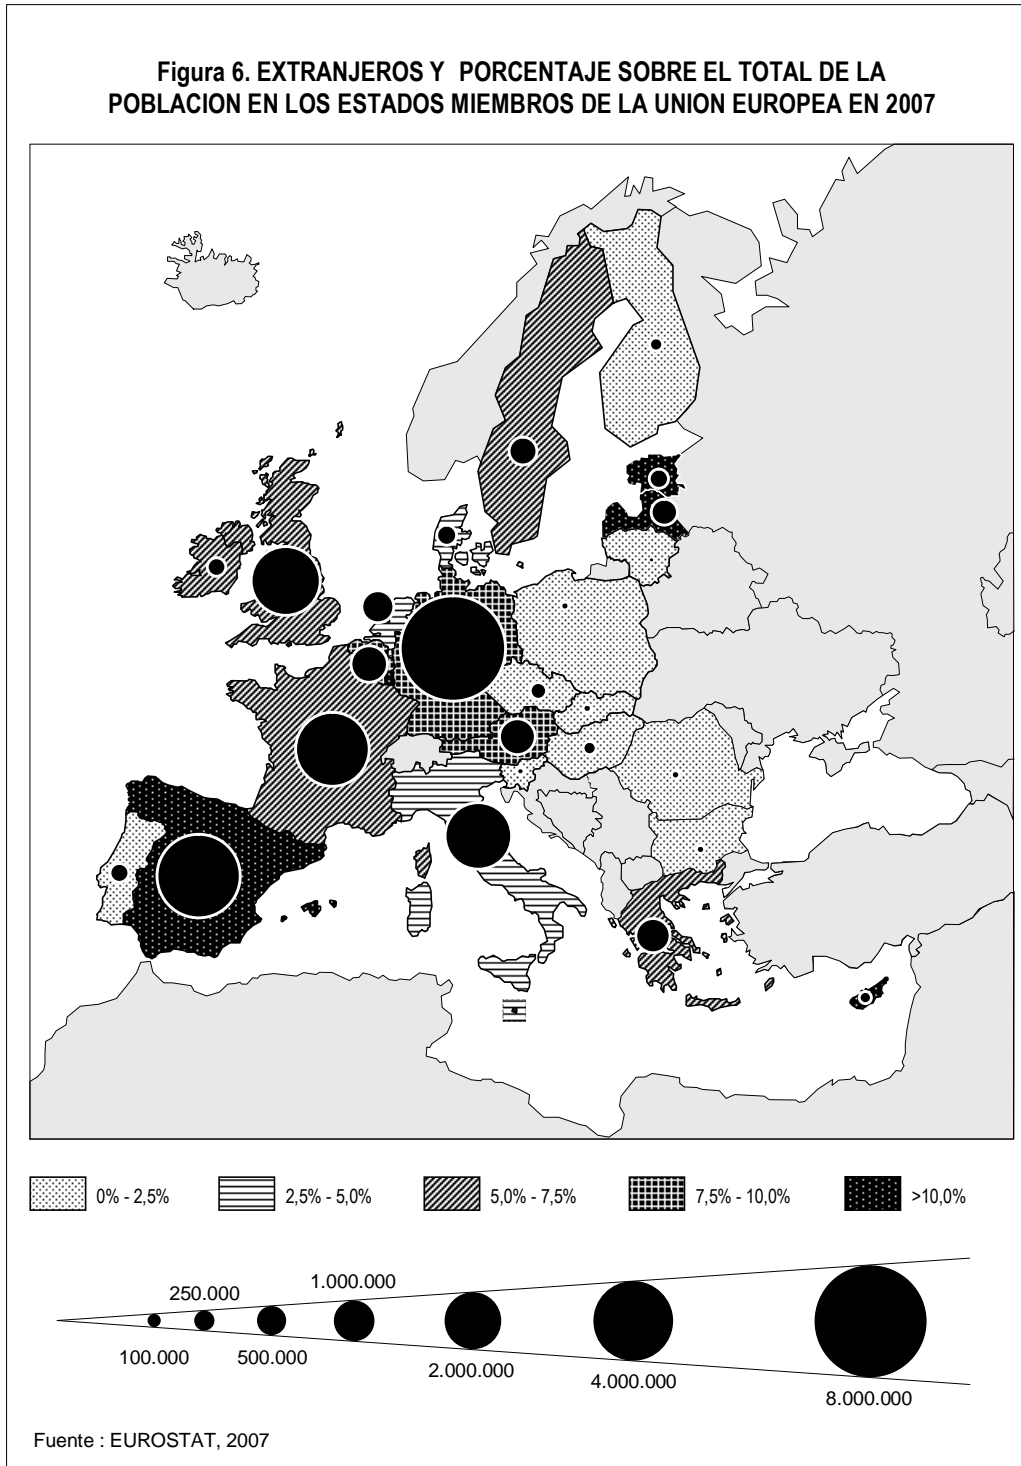 Figura 6. EXTRANJEROS Y PORCENTAJE SOBRE EL TOTAL DE LA
POBLACION EN LOS ESTADOS MIEMBROS DE LA UNION EUROPEA EN 2007
0% - 2,5%
2,5% - 5,0%
5,0% - 7,5%
7,5% - 10,0%
>10,0%
100.000
250.000
500.000
1.000.000
2.000.000
4.000.000
8.000.000
Fuente : EUROSTAT, 2007